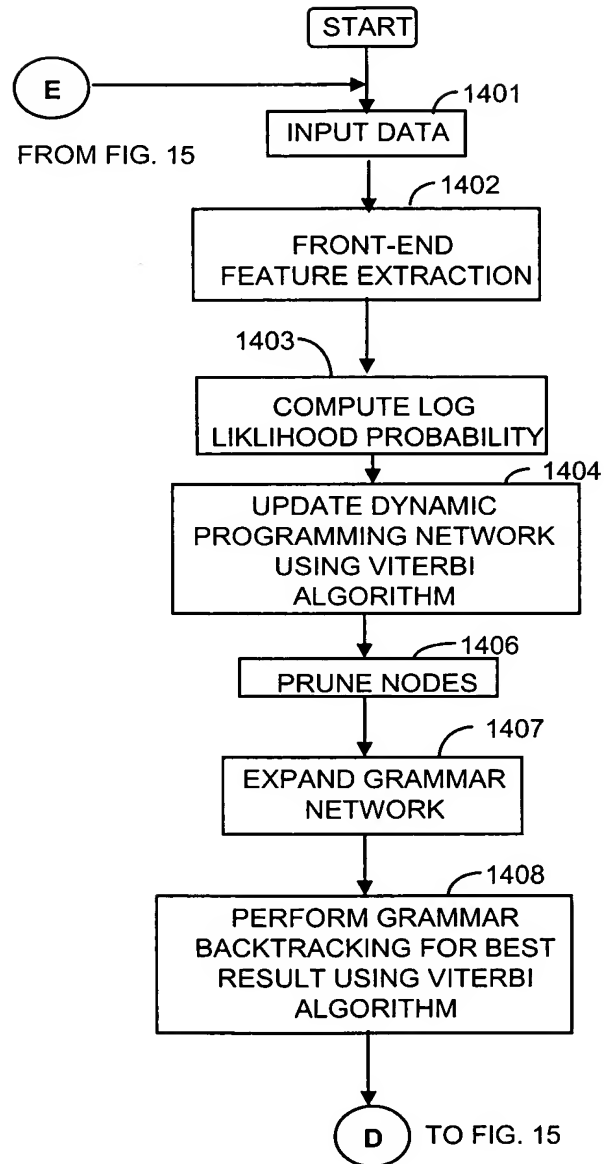 START
E
1401
INPUT DATA
FROM FIG. 15
1402
FRONT-END
FEATURE EXTRACTION
1403
COMPUTE LOG
LIKLIHOOD PROBABILITY
1404
UPDATE DYNAMIC
PROGRAMMING NETWORK
USING VITERBI
ALGORITHM
1406
PRUNE NODES
1407
EXPAND GRAMMAR
NETWORK
1408
PERFORM GRAMMAR
BACKTRACKING FOR BEST
RESULT USING VITERBI
ALGORITHM
D TO FIG. 15